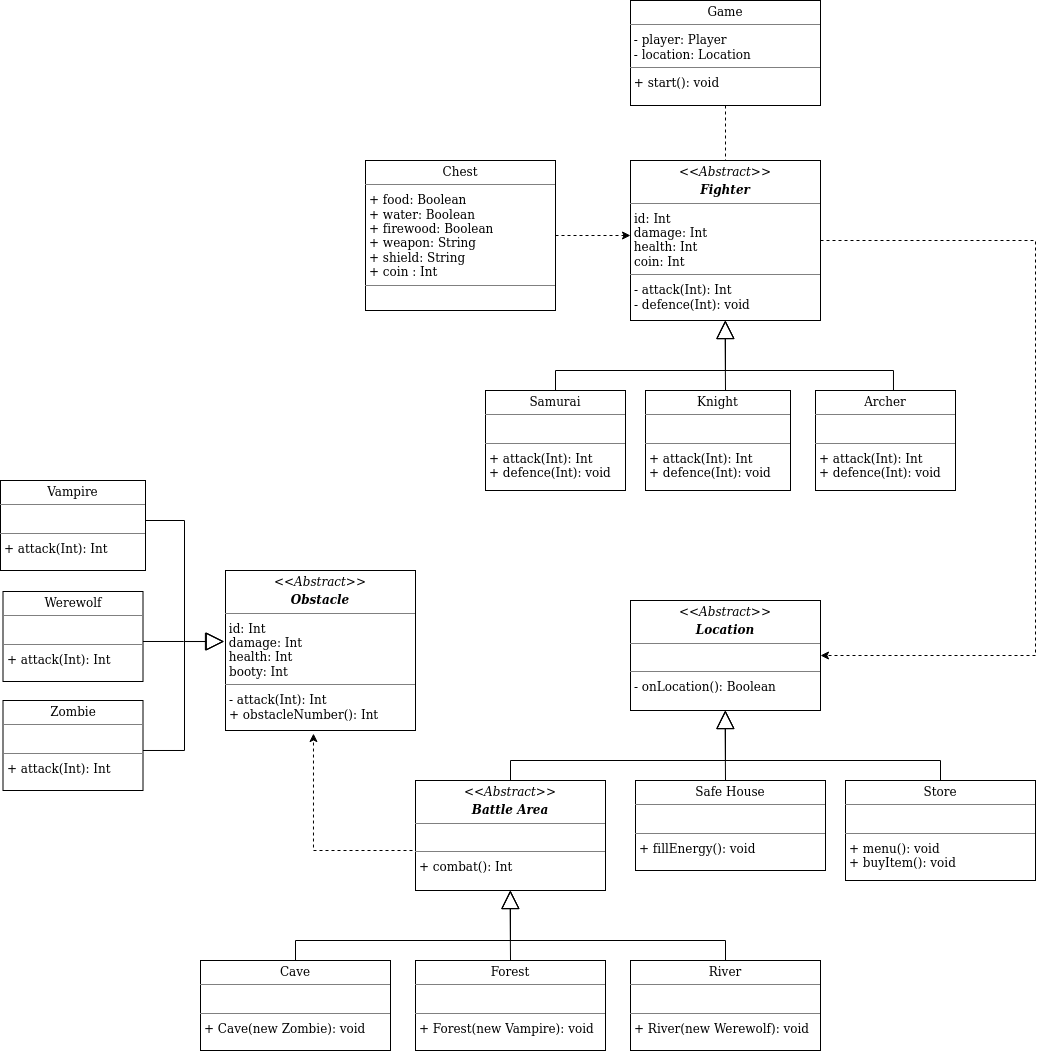 Game
- player: Player
- location: Location
+ start(): void
Chest
+ food: Boolean
+ water: Boolean
+ firewood: Boolean
+ weapon: String
+ shield: String
+ coin : Int
<<Abstract>>
Fighter
id: Int
damage: Int
health: Int
coin: Int
- attack(Int): Int
- defence(Int): void
Samurai
+ attack(Int): Int
+ defence(Int): void
Knight
+ attack(Int): Int
+ defence(Int): void
Archer
+ attack(Int): Int
+ defence(Int): void
Vampire
+ attack(Int): Int
Werewolf
+ attack(Int): Int
Zombie
+ attack(Int): Int
<<Abstract>>
Obstacle
id: Int
damage: Int
health: Int
booty: Int
- attack(Int): Int
+ obstacleNumber(): Int
<<Abstract>>
Location
- onLocation(): Boolean
<<Abstract>>
Battle Area
+ combat(): Int
Safe House
+ fillEnergy(): void
Store
+ menu(): void
+ buyItem(): void
Cave
+ Cave(new Zombie): void
Forest
+ Forest(new Vampire): void
River
+ River(new Werewolf): void